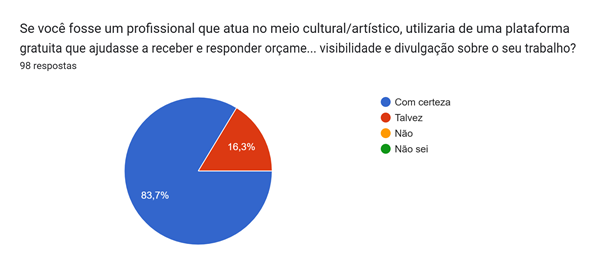 Se você fosse um profissional que atua no meio cultural/artístico, utilizaria de uma plataforma
gratuita que ajudasse a receber e responder orçame... visibilidade e divulgação sobre o seu trabalho?
98 respostas
Com certeza
Talvez
Não
Não sei
16,3%
83,7%